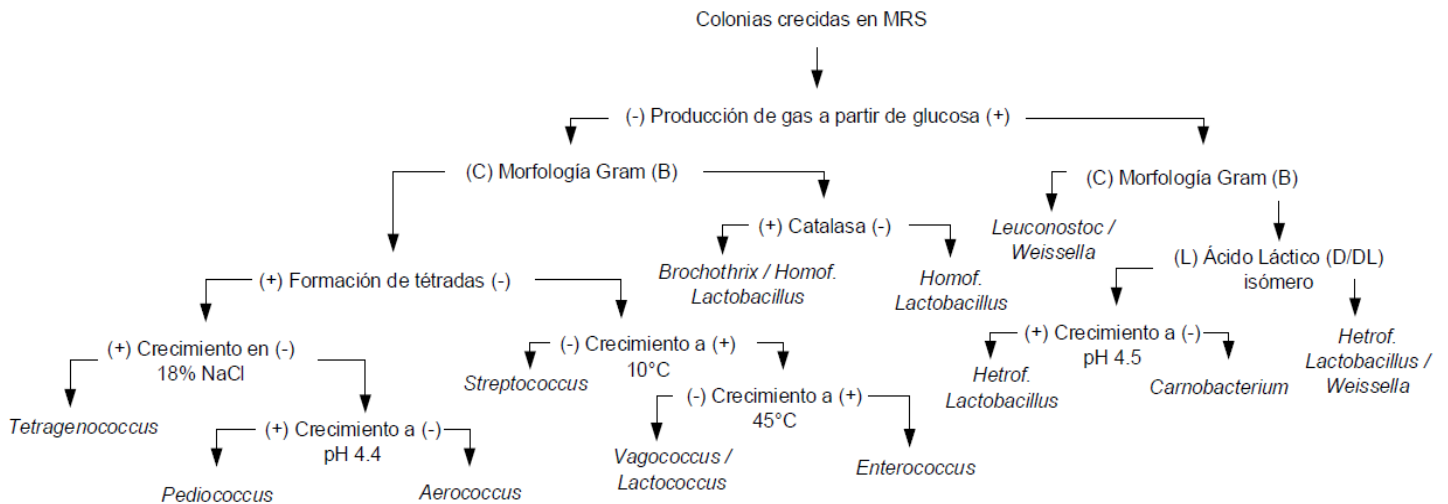 Colonias crecidas en MRS
(-) Producción de gas a partir de glucosa (+)
(C) Morfología Gram (B)
(C) Morfología Gram (B)
(+) Catalasa (-)
Leuconostoc /
Weissella
Brochothrix / Homof.
Lactobacillus
Homof.
Lactobacillus
(L) Ácido Láctico (D/DL)
isómero
(+) Formación de tétradas (-)
(+) Crecimiento en (-)
18% NaCl
(-) Crecimiento a (+)
10°C
(+) Crecimiento a (-)
pH 4.5
Hetrof.
Lactobacillus /
Weissella
Streptococcus
Hetrof.
Lactobacillus
Carnobacterium
Tetragenococcus
(+) Crecimiento a (-)
pH 4.4
(-) Crecimiento a (+)
45°C
Vagococcus /
Lactococcus
Enterococcus
Pediococcus
Aerococcus